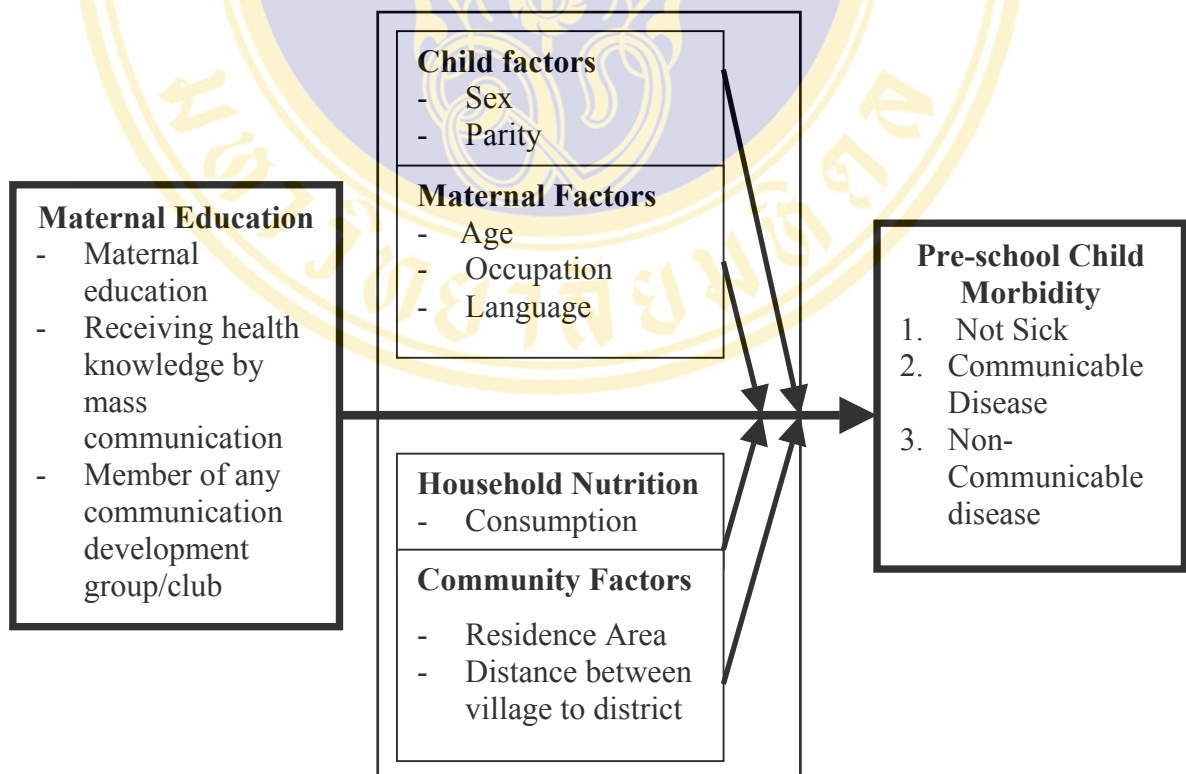 Maternal Education
- Maternal
education
- Receiving health
knowledge by
mass
communication
- Member of any
communication
development
group/club
Child factors
- Sex
- Parity
Maternal Factors
- Age
- Occupation
- Language
Household Nutrition
- Consumption
Community Factors
- Residence Area
- Distance between
village to district
Pre-school Child
Morbidity
1. Not Sick
2. Communicable
Disease
3. Non-
Communicable
disease